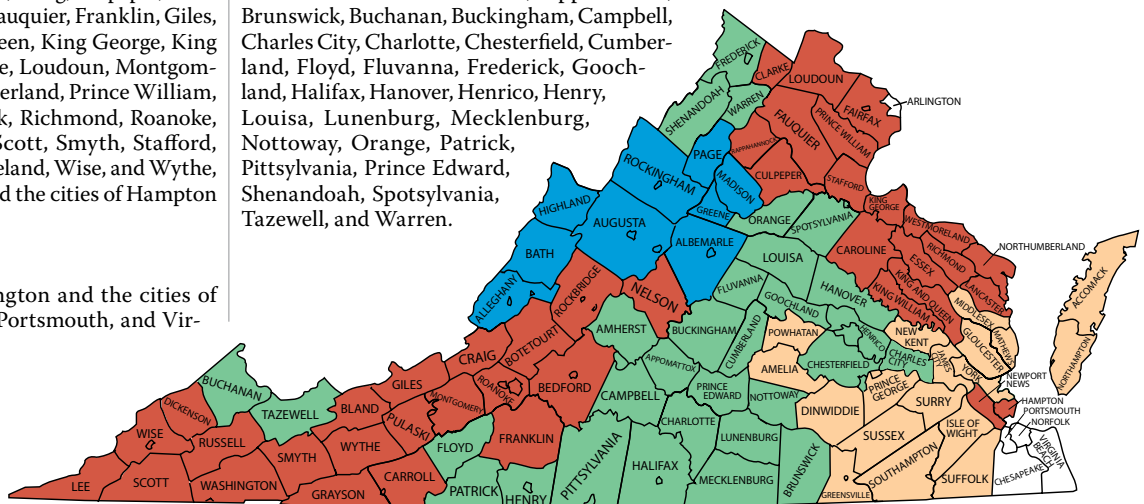 auquier, Franklin, Giles,
een, King George, King
e, Loudoun, Montgom-
erland, Prince William,
k, Richmond, Roanoke,
Scott, Smyth, Stafford,
eland, Wise, and Wythe,
d the cities of Hampton
ngton and the cities of
Portsmouth, and Vir-
Brunswick, Buchanan, Buckingham, Campbell,
Charles City, Charlotte, Chesterfield, Cumber-
land, Floyd, Fluvanna, Frederick, Gooch-
land, Halifax, Hanover, Henrico, Henry,
Louisa, Lunenburg, Mecklenburg,
Nottoway, Orange, Patrick,
Pittsylvania, Prince Edward,
Shenandoah, Spotsylvania,
Tazewell, and Warren.
FREDERICK
CLARKE
LOUDOUN
SHENANDOAH
WARREN
FAIRFAX
ARLINGTON
FAUQUIER
PRINCE WILLIAM
RAPPAHANNOCK
PAGE
ROCKINGHAM
MADISON
CULPEPER
STAFFORD
KING
GEORGE
HIGHLAND
AUGUSTA
GREENE
ORANGE
SPOTSYLVANIA
WESTMORELAND
NORTHUMBERLAND
BATH
ALBEMARLE
LOUISA
CAROLINE
ESSEX
RICHMOND
ALLEGHANY
ROCKBRIDGE
NELSON
FLUVANNA
GOOCHLAND
HANOVER
KING AND QUEEN
KING WILLIAM
LANCASTER
MIDDLESEX
ACCOMACK
AMHERST
BUCKINGHAM
CUMBERLAND
POWHATAN
HENRICO
NEW
KENT
GLOUCESTER
MATHEWS
CRAIG
BOTETOURT
APPOMATTOX
AMELIA
CHESTERFIELD
CHARLES
CITY
JAMES
CITY
YORK
NORTHAMPTON
BUCHANAN
GILES
ROANOKE
BEDFORD
CAMPBELL
PRINCE
EDWARD
NOTTOWAY
PRINCE
GEORGE
NEWPORT
NEWS
DICKENSON
TAZEWELL
BLAND
MONTGOMERY
DINWIDDIE
SURRY
HAMPTON
PORTSMOUTH
NORFOLK
WISE
RUSSELL
PULASKI
CHARLOTTE
LUNENBURG
SUSSEX
ISLE OF
WIGHT
VIRGINIA
BEACH
SMYTH
WYTHE
FLOYD
FRANKLIN
PITTSYLVANIA
HALIFAX
BRUNSWICK
SOUTHAMPTON
LEE
SCOTT
WASHINGTON
GRAYSON
CARROLL
PATRICK
HENRY
MECKLENBURG
GREENSVILLE
SUFFOLK
CHESAPEAKE